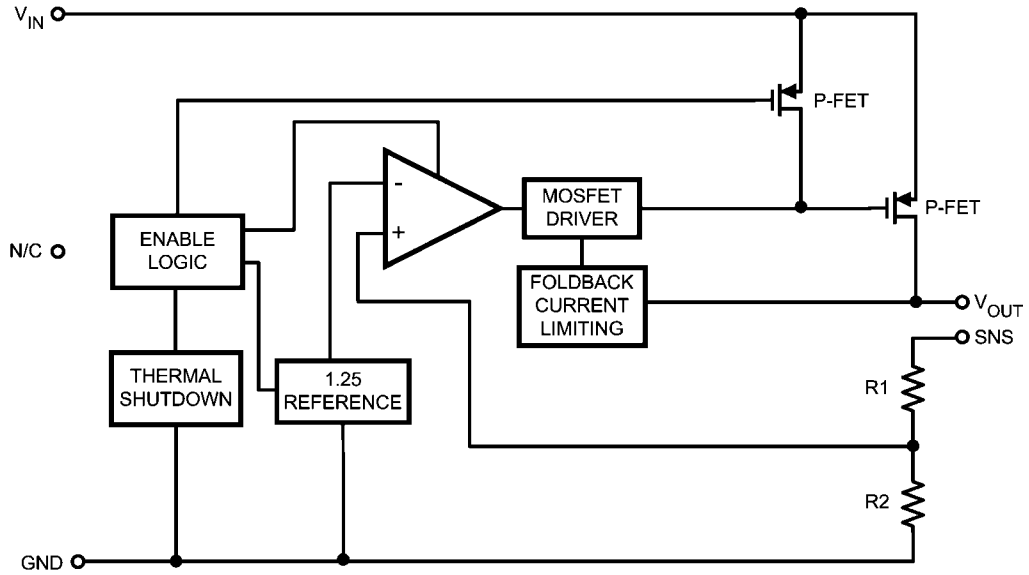 VIN
P-FET
MOSFET
DRIVER
P-FET
-
+
N/C
ENABLE
LOGIC
FOLDBACK
CURRENT
LIMITING
VOUT
SNS
THERMAL
SHUTDOWN
1.25
REFERENCE
R1
R2
GND